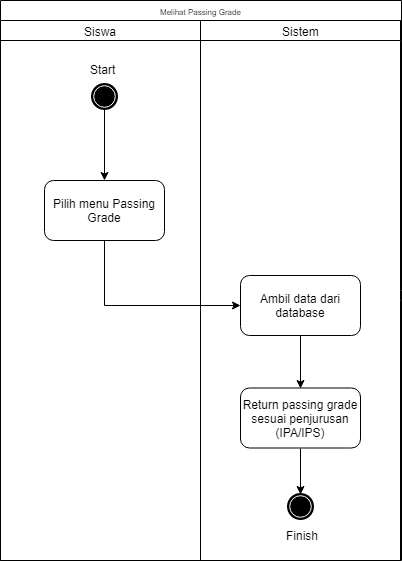 Melihat Passing Grade
Siswa
Sistem
Start
Pilih menu Passing
Grade
Ambil data dari
database
Return passing grade
sesuai penjurusan
(IPA/IPS)
Finish